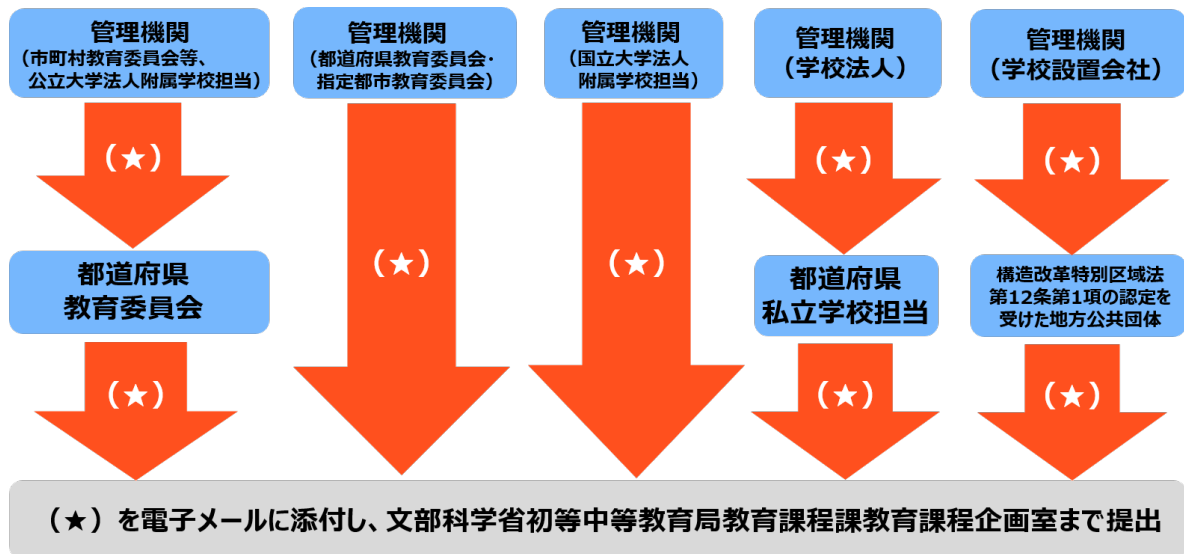 管理機関
（市町村教育委員会等、
公立大学法人附属学校担当）
（★）
都道府県
教育委員会
（★）
管理機関
（都道府県教育委員会・
指定都市教育委員会）
（★）
管理機関
（国立大学法人
附属学校担当）
（★）
管理機関
（学校法人）
（★）
都道府県
私立学校担当
（★）
管理機関
（学校設置会社）
（★）
構造改革特別区域法
第12条第1項の認定を
受けた地方公共団体
（★）
（★）を電子メールに添付し、文部科学省初等中等教育局教育課程課教育課程企画室まで提出